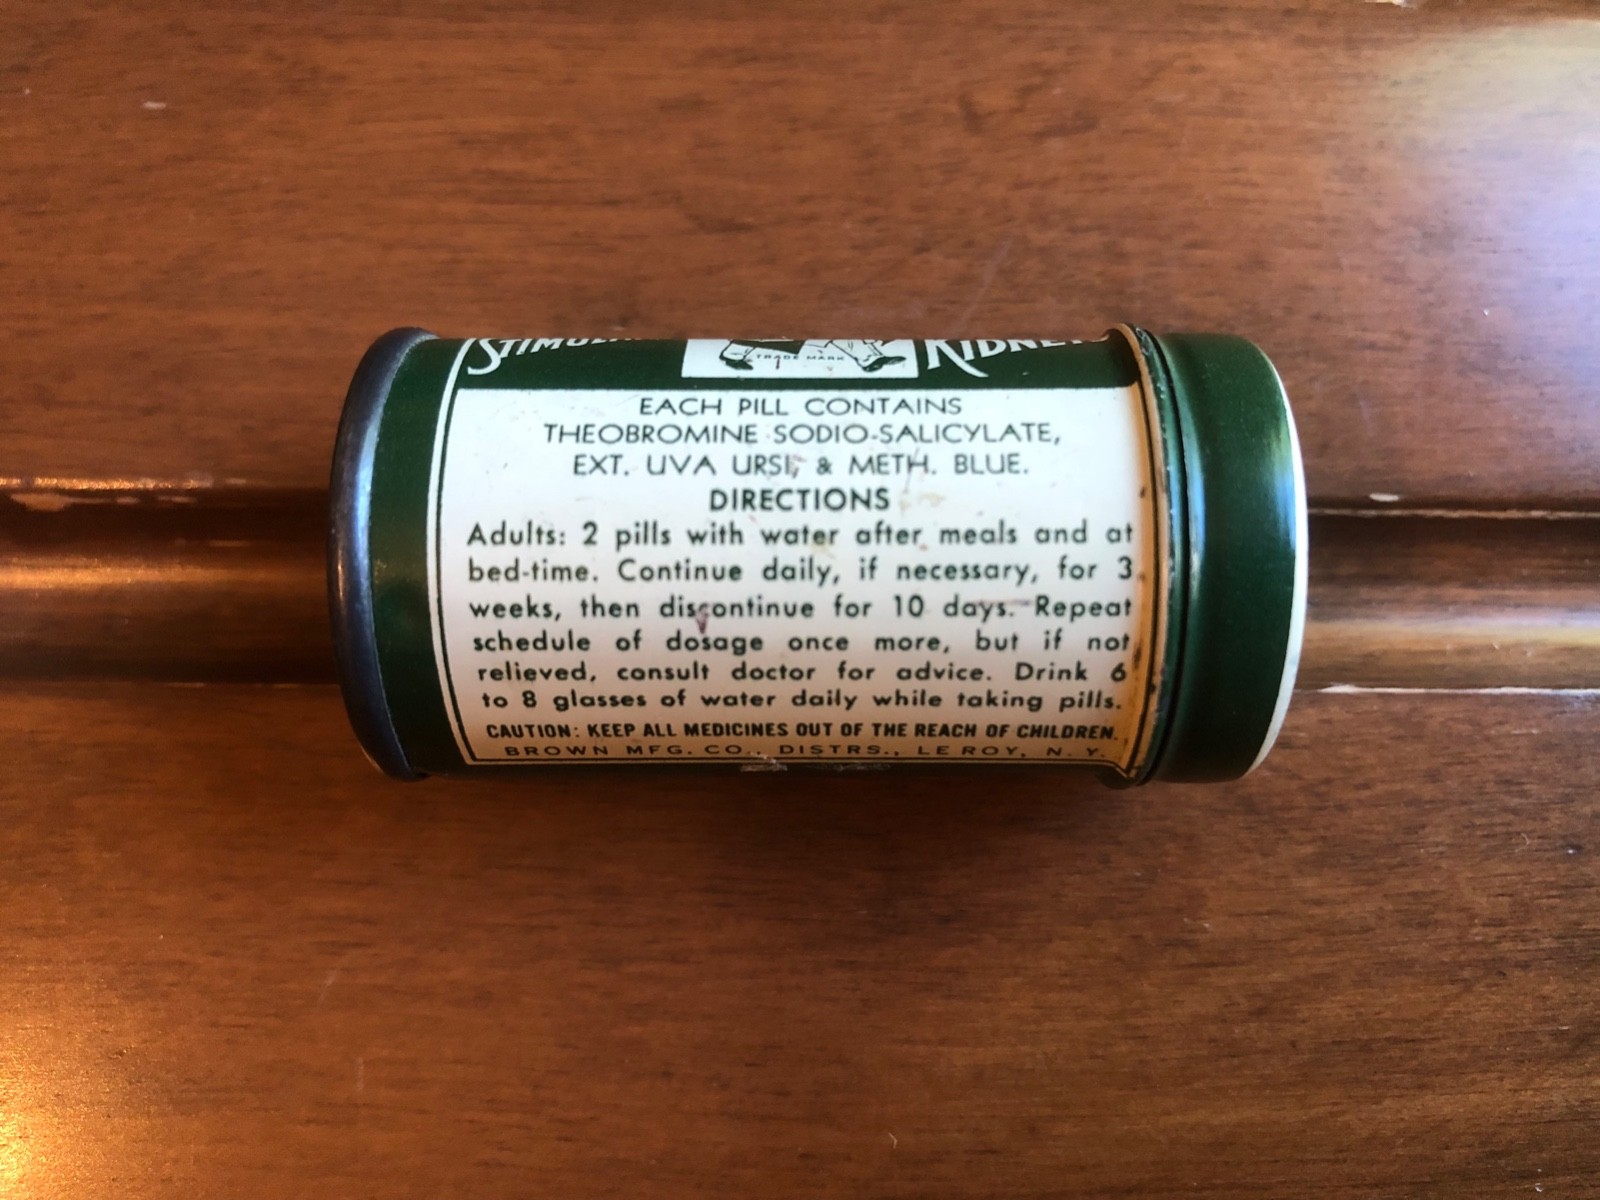 TRADE MARK
EACH PILL CONTAINS
THEOBROMINE SODIO-SALICYLATE,
EXT. UVA URSI, & METH. BLUE.
DIRECTIONS
Adults: 2 pills with water after meals and at
bed-time. Continue daily, if necessary, for 3
weeks, then discontinue for 10 days. Repeat
schedule of dosage once more, but if not
relieved, consult doctor for advice. Drink 6
to 8 glasses of water daily while taking pills.
CAUTION: KEEP ALL MEDICINES OUT OF THE REACH OF CHILDREN.
BROWN MFG. CO., DISTRS., LE ROY, N. Y.